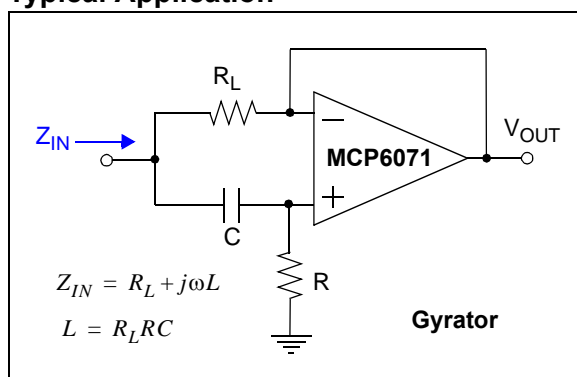 Typical Application
R_L
Z_IN
−
MCP6071
V_OUT
+
C
R
Z_IN = R_L + jωL
L = R_L RC
Gyrator